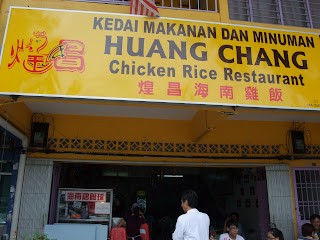 KEDAI MAKANAN DAN MINUMAN
煌昌
HUANG CHANG
Chicken Rice Restaurant
煌昌海南雞飯